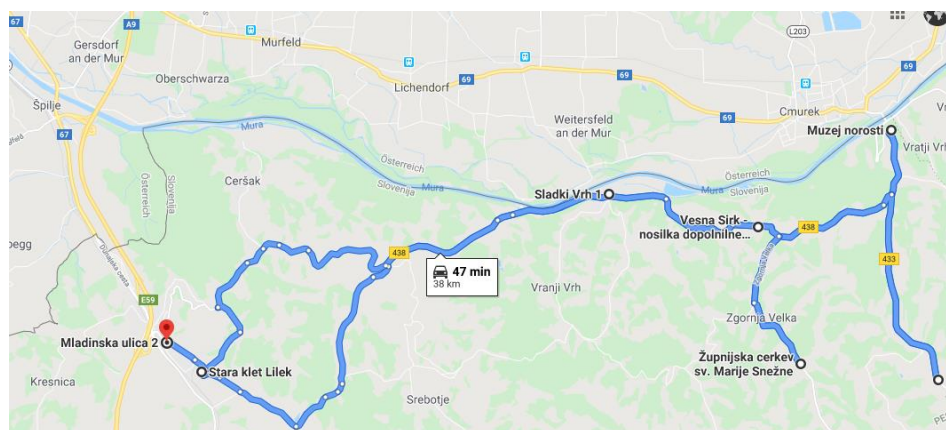 67
A9
L203
69
Gersdorf
an der Mur
Murfeld
Oberschwarza
Lichendorf
69
Cmurek
Špilje
67
Weitersfeld
an der Mur
69
Muzej norosti
Vratji Vrh
Mura
Österreich
Slovenija
Österreich
Slovenija
Ceršak
Mura
Sladki Vrh 1
Österreich
Slovenija
Mura
Vesna Sirk -
nosilka dopolnilne...
438
438
433
47 min
38 km
Vranji Vrh
E59
Zgornja Velka
Mladinska ulica 2
Stara klet Lilek
Župnijska cerkev
sv. Marije Snežne
Kresnica
Srebotje